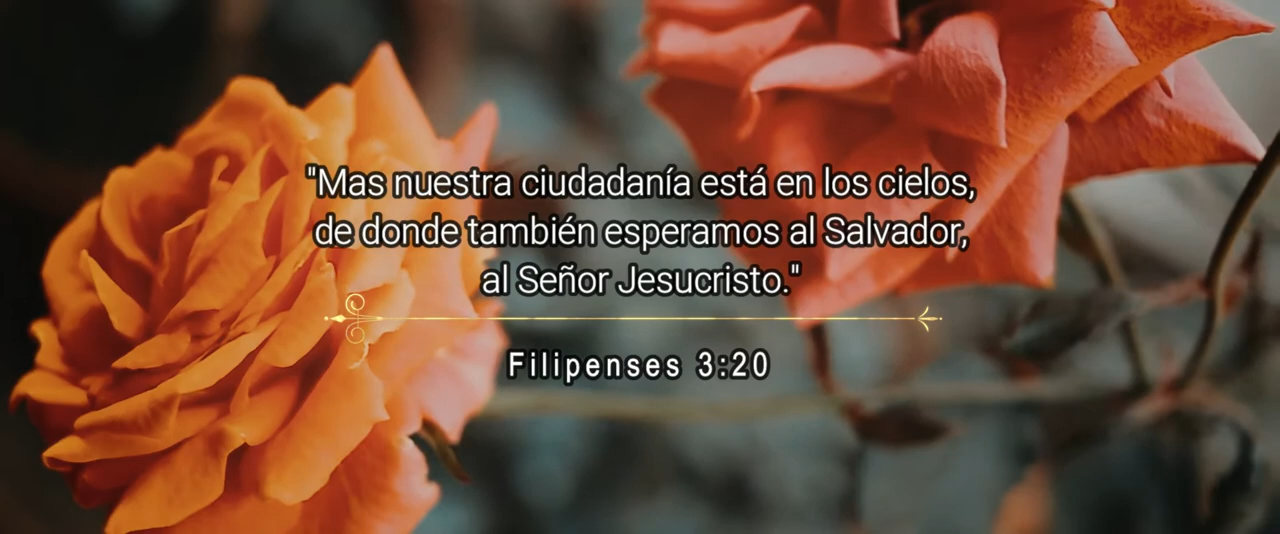 "Mas nuestra ciudadanía está en los cielos,
de donde también esperamos al Salvador,
al Señor Jesucristo."
Filipenses 3:20